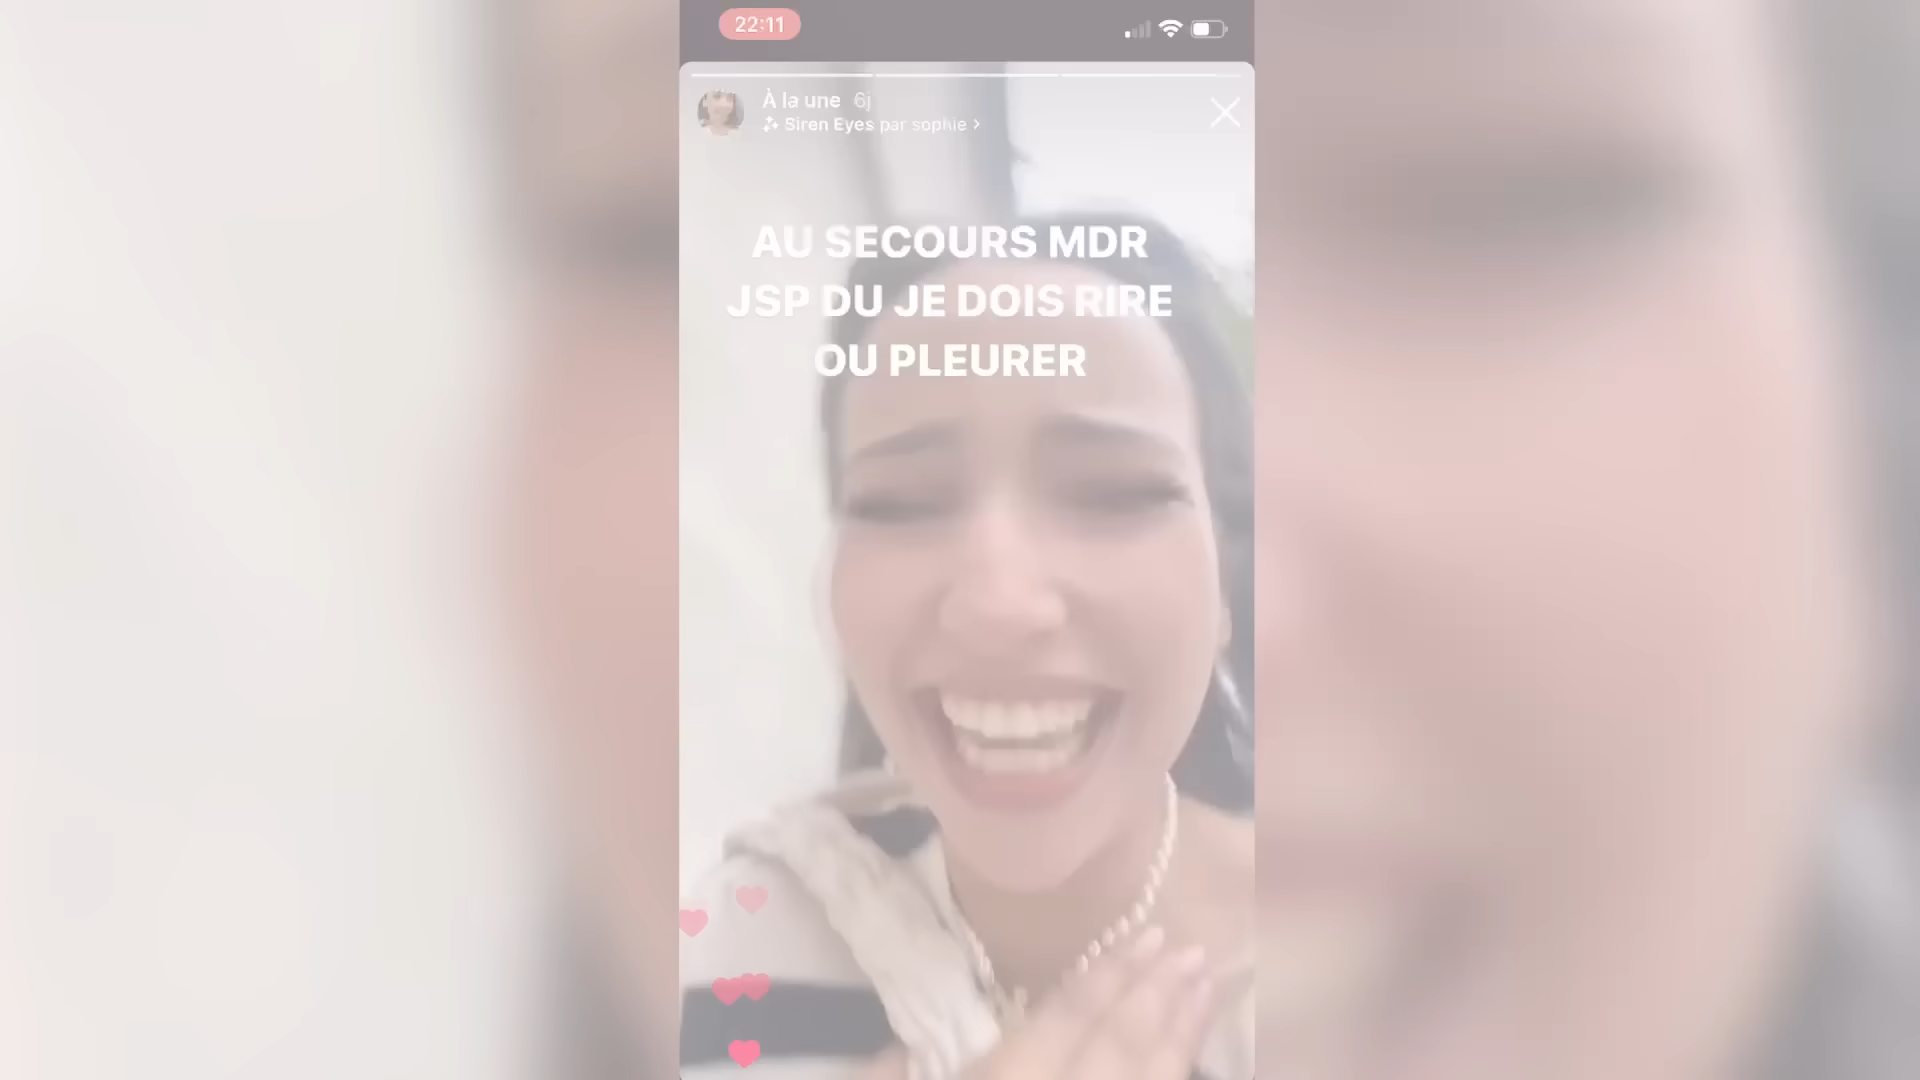 22:11
À la une 6j
Siren Eyes par sophie >
AU SECOURS MDR
JSP DU JE DOIS RIRE
OU PLEURER